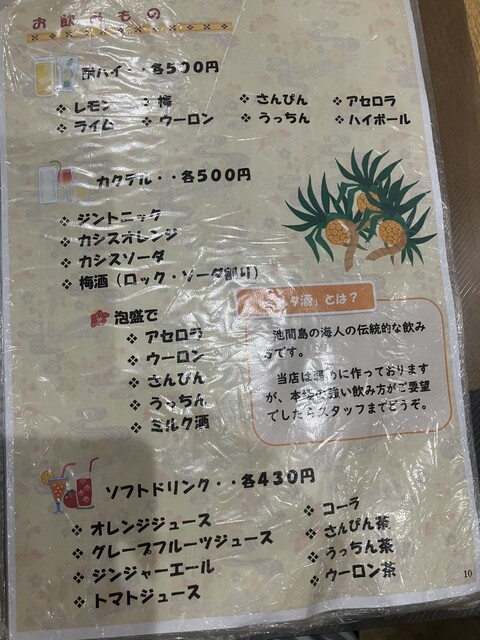 お飲みもの
酎ハイ・・各500円
❖ レモン ❖ 梅 ❖ さんぴん ❖ アセロラ
❖ ライム ❖ ウーロン ❖ うっちん ❖ ハイボール
カクテル・・各500円
❖ ジントニック
❖ カシスオレンジ
❖ カシスソーダ
❖ 梅酒（ロック・ソーダ割り）
泡盛で
❖ アセロラ
❖ ウーロン
❖ さんぴん
❖ うっちん
❖ ミルク酒
酒」とは？
池間島の海人の伝統的な飲み
方です。
当店は薄めに作っております
が、本場の強い飲み方がご要望
でしたらスタッフまでどうぞ。
ソフトドリンク・・各430円
❖ オレンジジュース
❖ グレープフルーツジュース
❖ ジンジャーエール
❖ トマトジュース
❖ コーラ
❖ さんぴん茶
❖ うっちん茶
❖ ウーロン茶
10